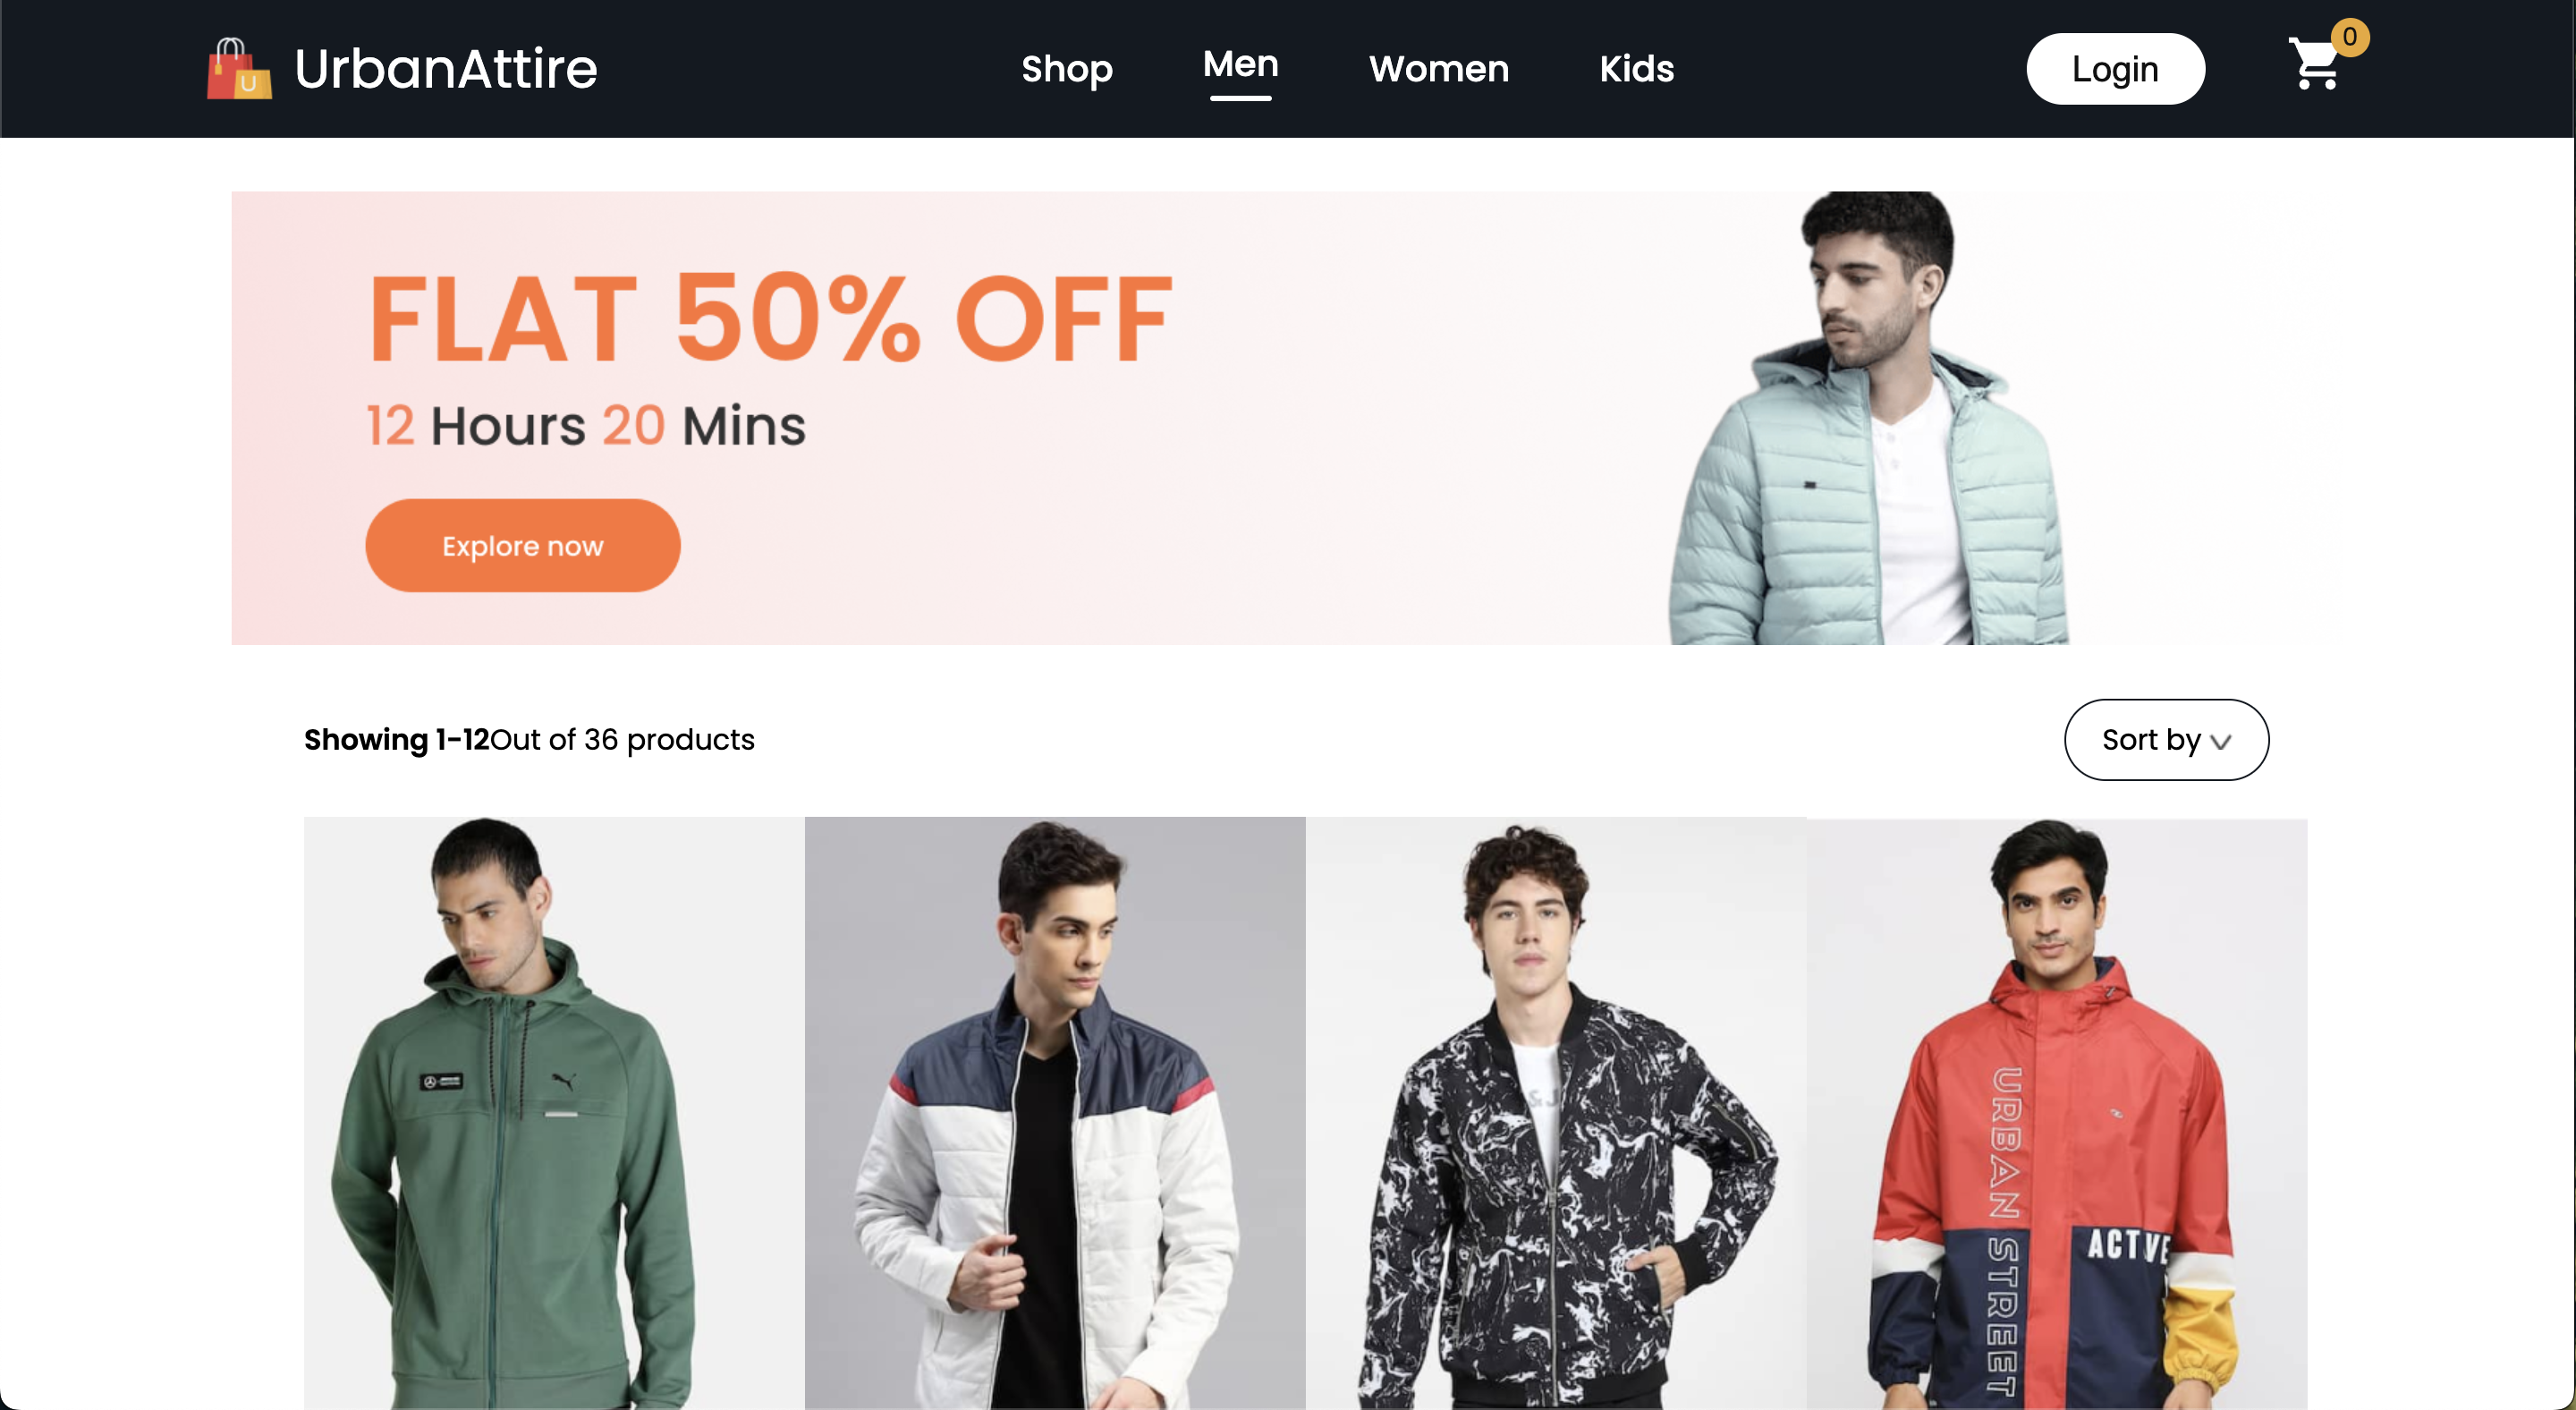 U
UrbanAttire
Shop
Men
Women
Kids
Login
0
FLAT 50% OFF
12 Hours 20 Mins
Explore now
Showing 1-12Out of 36 products
Sort by
URBAN STREET
ACTIVE